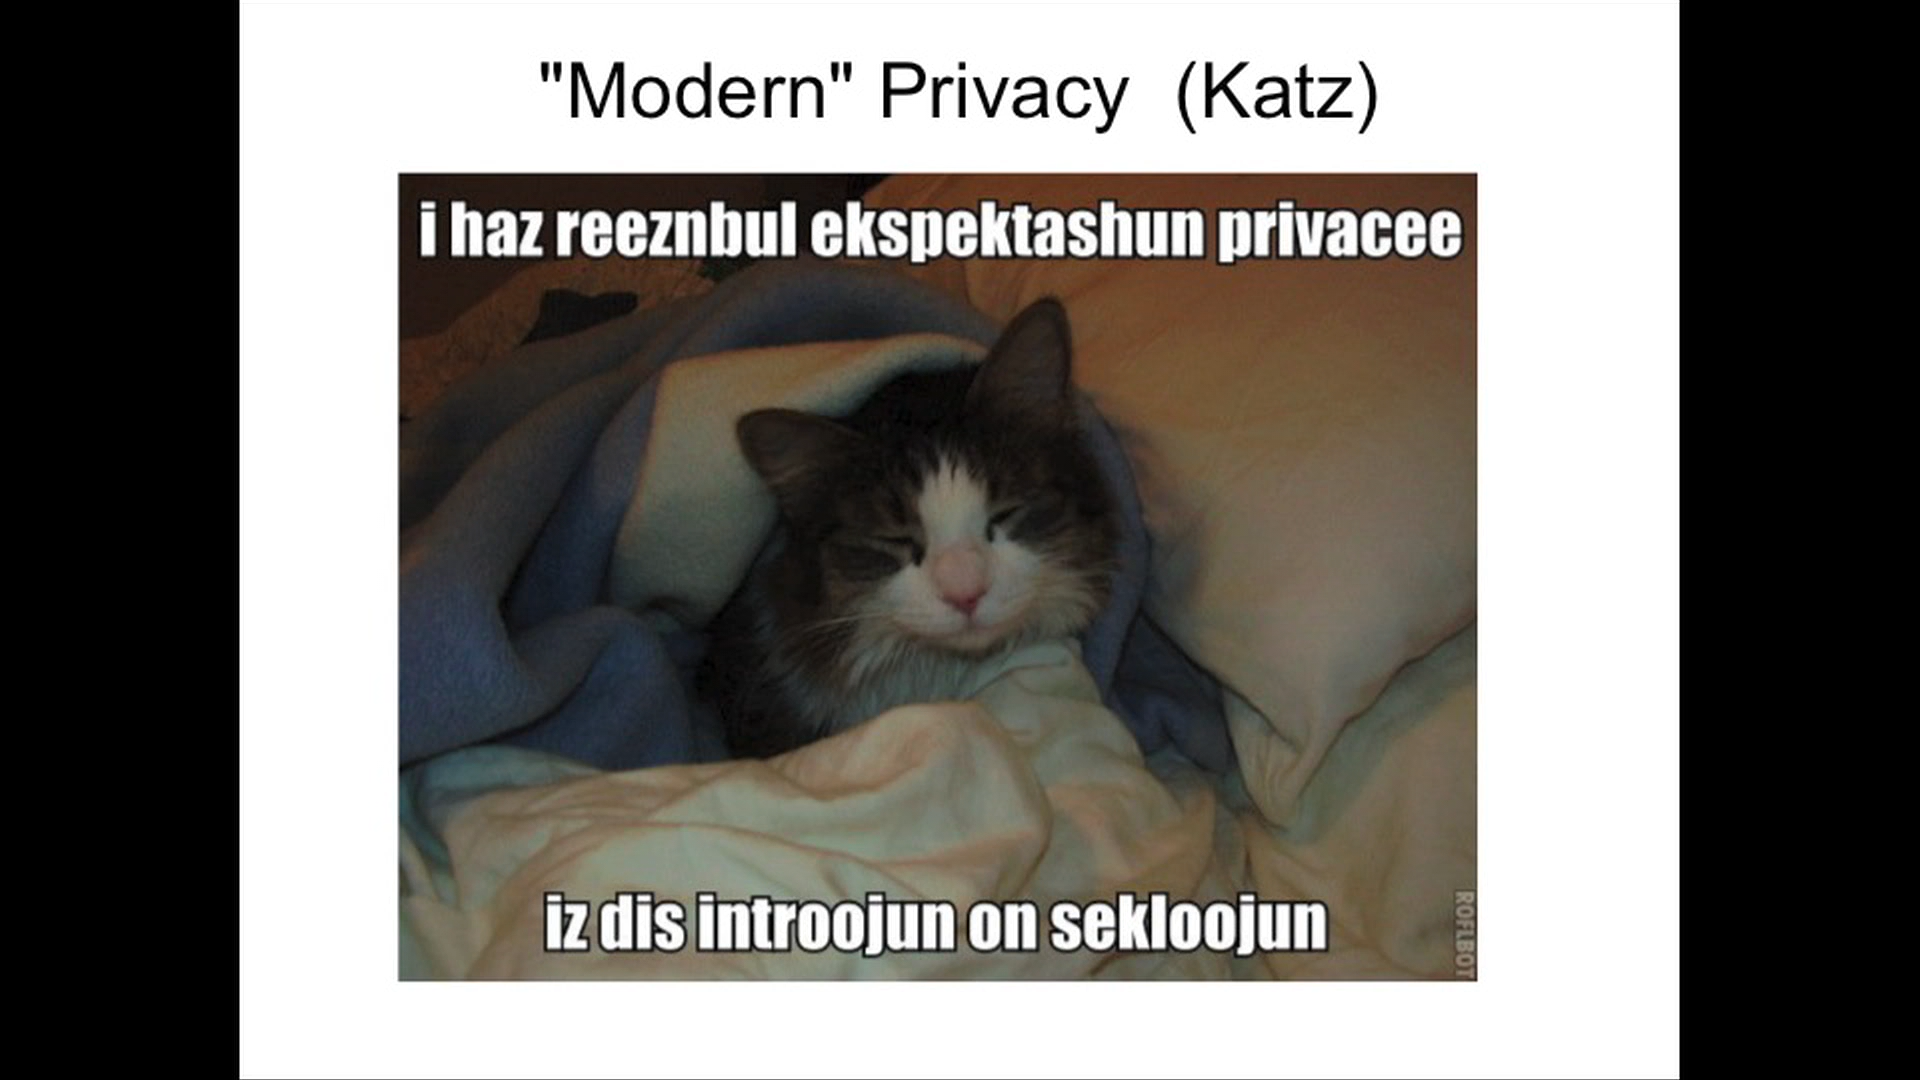 "Modern" Privacy (Katz)
i haz reeznbul ekspektashun privacee
iz dis introojun on sekloojun
ROFLBOT